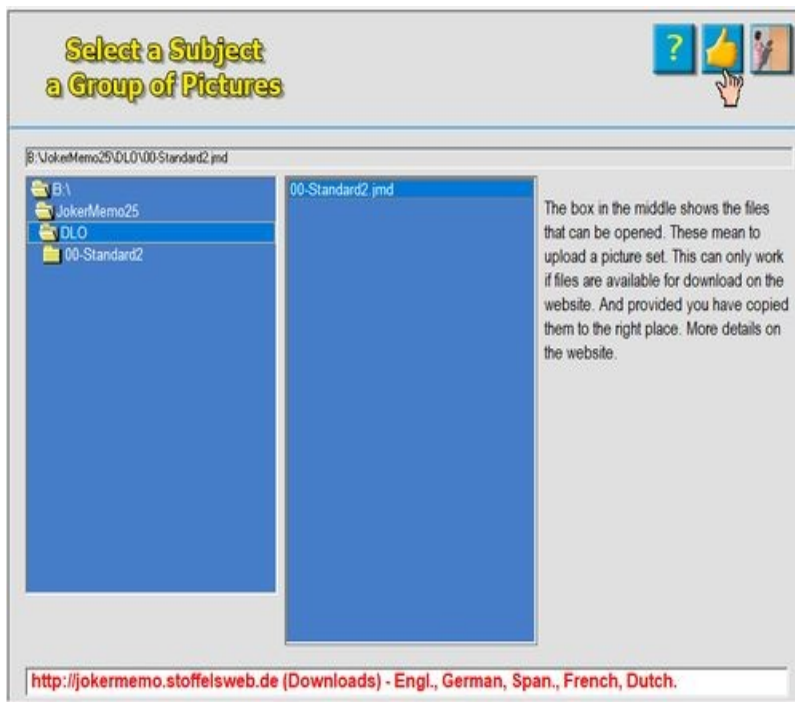 Select a Subject
a Group of Pictures
?
B:\JokerMemo25\DLO\00-Standard2.jmd
B:\
JokerMemo25
DLO
00-Standard2
00-Standard2.jmd
The box in the middle shows the files
that can be opened. These mean to
upload a picture set. This can only work
if files are available for download on the
website. And provided you have copied
them to the right place. More details on
the website.
http://jokermemo.stoffelsweb.de (Downloads) - Engl., German, Span., French, Dutch.